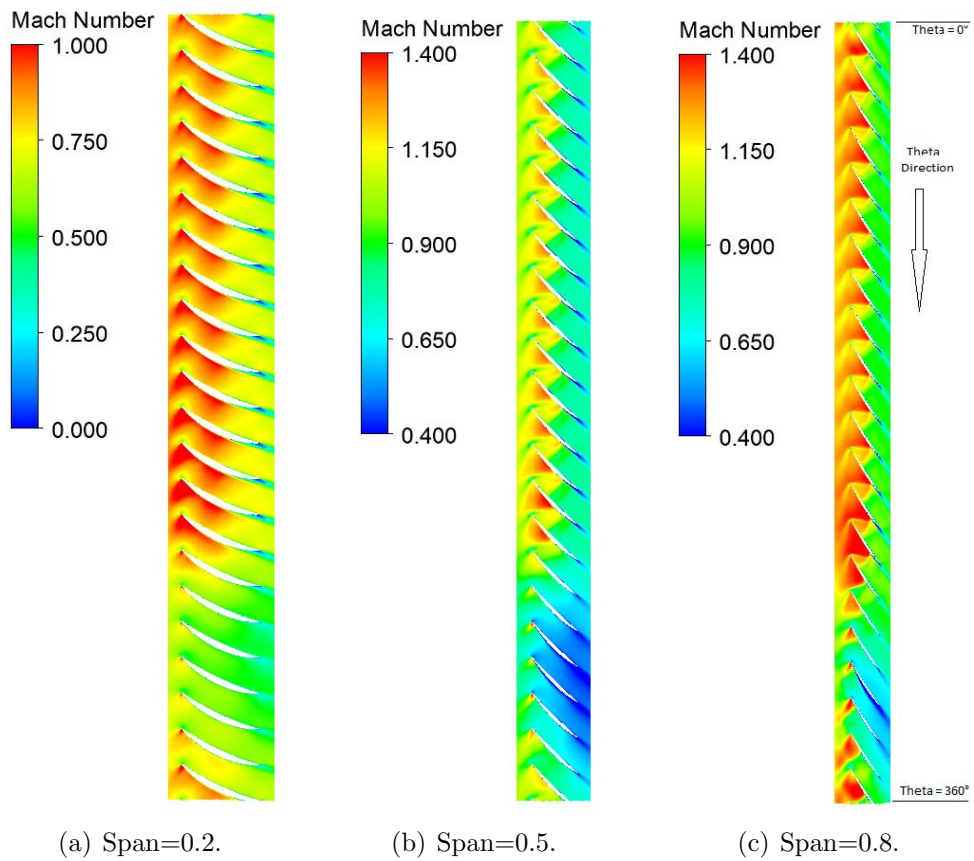 Mach Number
1.000
0.750
0.500
0.250
0.000
Mach Number
1.400
1.150
0.900
0.650
0.400
Mach Number
1.400
1.150
0.900
0.650
0.400
Theta = 0°
Theta
Direction
Theta = 360°
(a) Span=0.2.
(b) Span=0.5.
(c) Span=0.8.